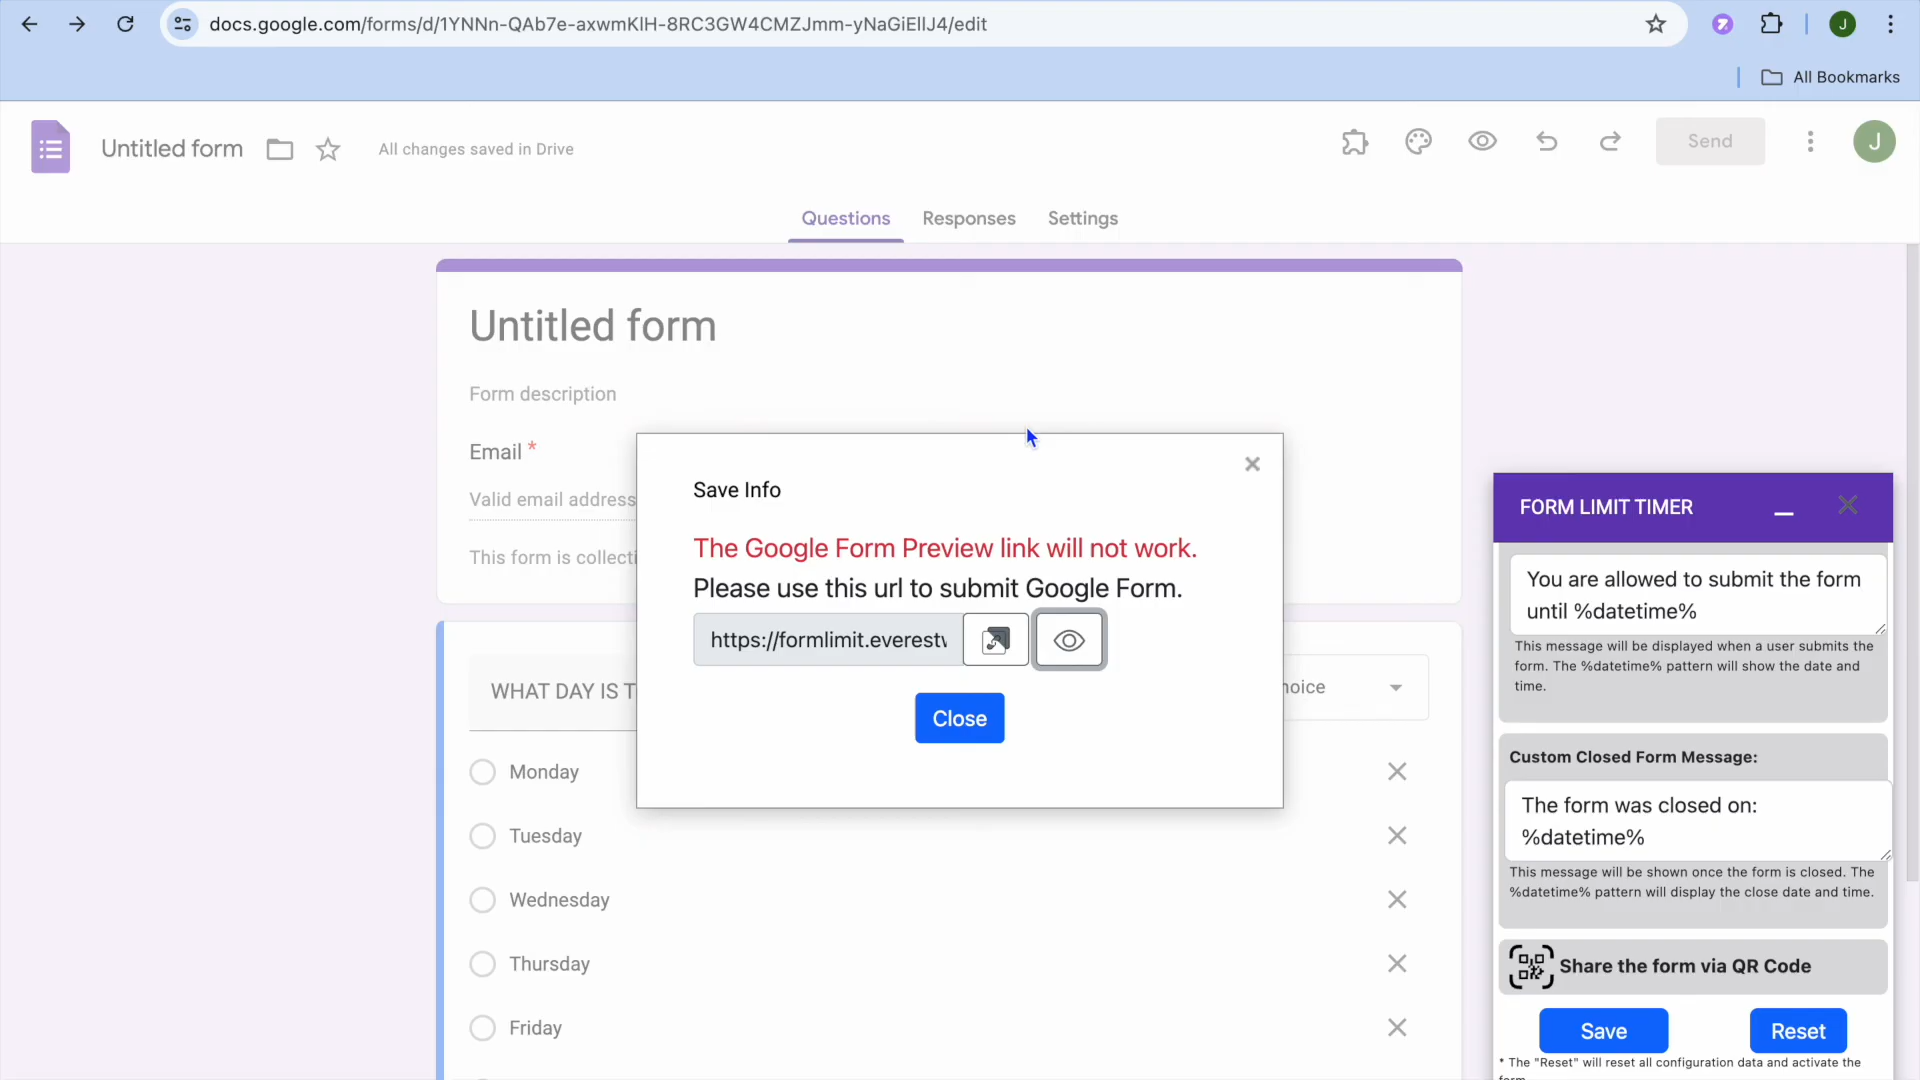 docs.google.com/forms/d/1YNNn-QAb7e-axwmKlH-8RC3GW4CMZJmm-yNaGiEllJ4/edit
J
All Bookmarks
Untitled form
All changes saved in Drive
Send
J
Questions
Responses
Settings
Untitled form
Form description
Email *
Valid email address
This form is collecti
Save Info
The Google Form Preview link will not work.
Please use this url to submit Google Form.
https://formlimit.everestw
Close
WHAT DAY IS T
hoice
Monday
Tuesday
Wednesday
Thursday
Friday
FORM LIMIT TIMER
You are allowed to submit the form
until %datetime%
This message will be displayed when a user submits the
form. The %datetime% pattern will show the date and
time.
Custom Closed Form Message:
The form was closed on:
%datetime%
This message will be shown once the form is closed. The
%datetime% pattern will display the close date and time.
Share the form via QR Code
Save
Reset
* The "Reset" will reset all configuration data and activate the
form